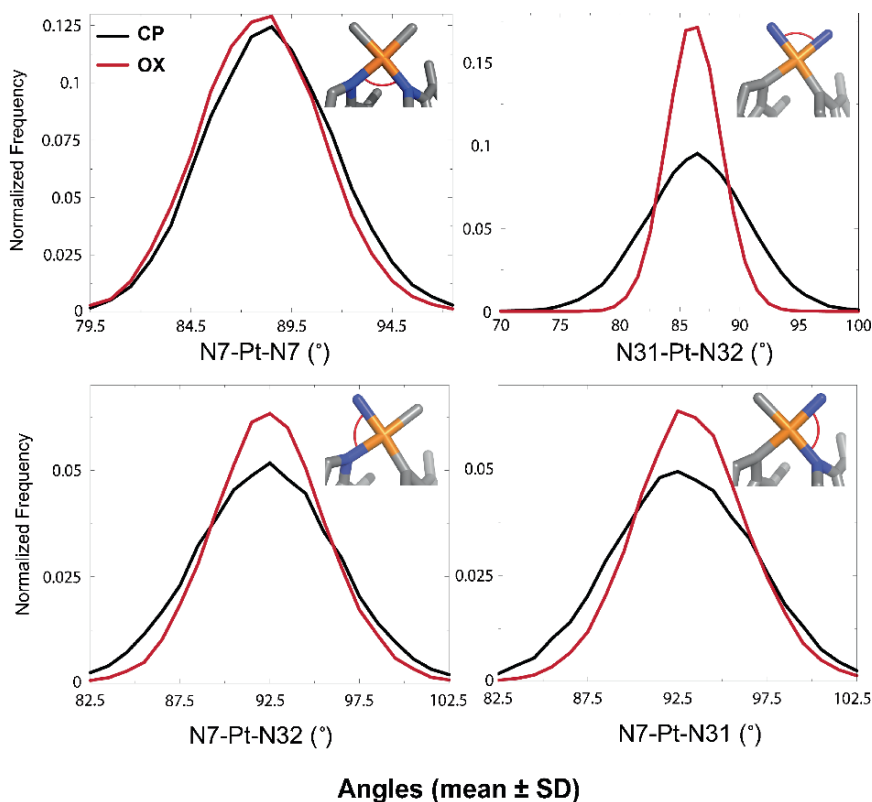 CP
OX
Normalized Frequency
0.125
0.1
0.075
0.05
0.025
0
79.5 84.5 89.5 94.5
N7-Pt-N7 (°)
0.15
0.1
0.05
0
70 75 80 85 90 95 100
N31-Pt-N32 (°)
Normalized Frequency
0.05
0.025
0
82.5 87.5 92.5 97.5 102.5
N7-Pt-N32 (°)
0.05
0.025
0
82.5 87.5 92.5 97.5 102.5
N7-Pt-N31 (°)
Angles (mean ± SD)